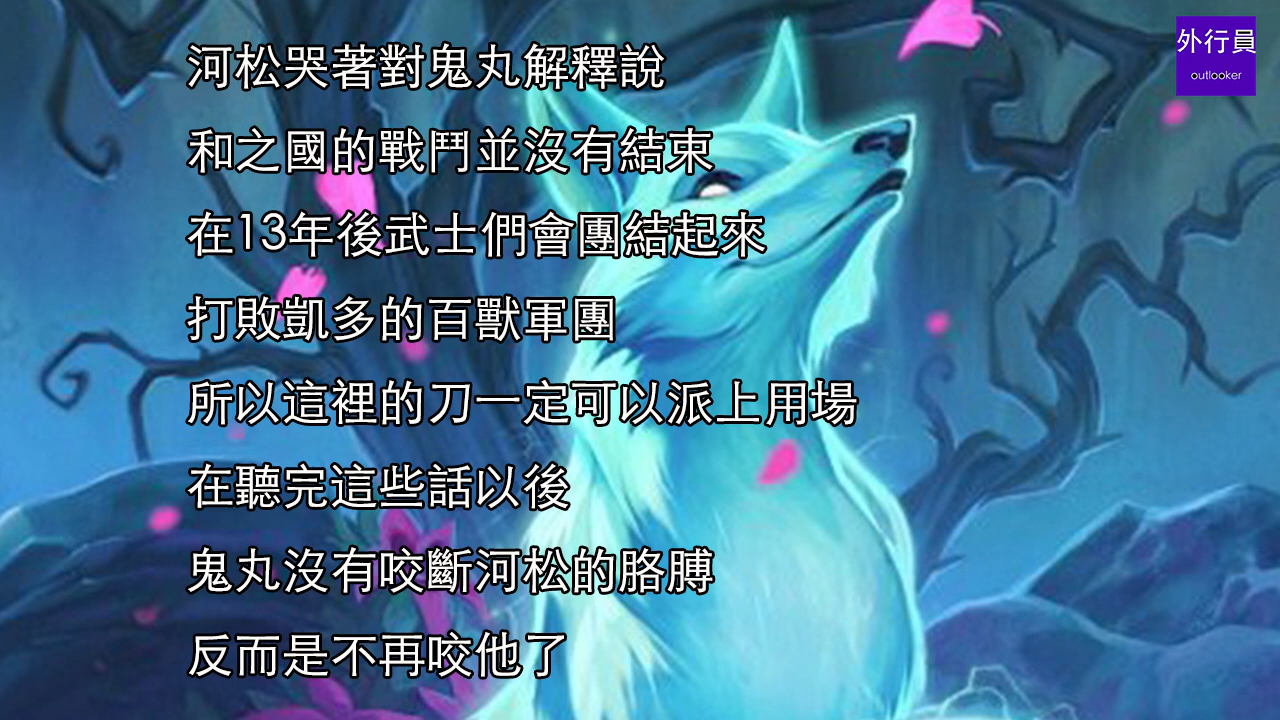 外行員
outlooker
河松哭著對鬼丸解釋說
和之國的戰鬥並沒有結束
在13年後武士們會團結起來
打敗凱多的百獸軍團
所以這裡的刀一定可以派上用場
在聽完這些話以後
鬼丸沒有咬斷河松的胳膊
反而是不再咬他了